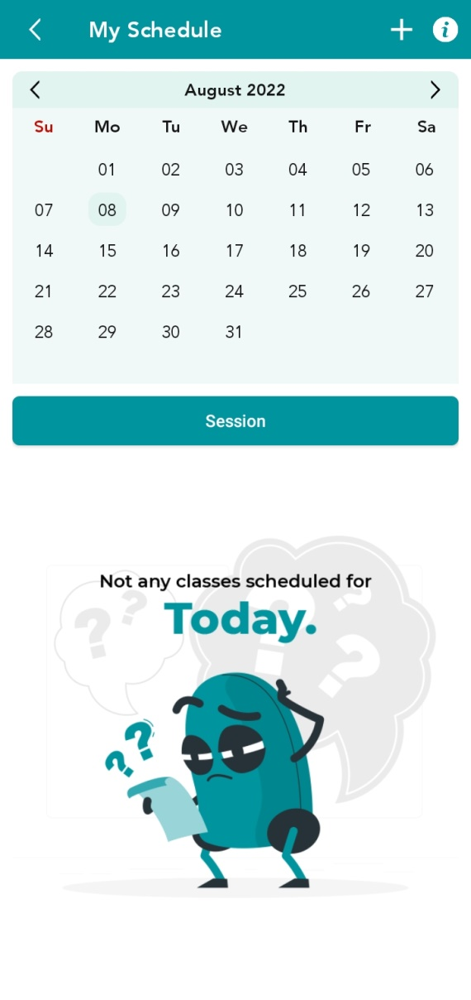 My Schedule
August 2022
Su Mo Tu We Th Fr Sa
01 02 03 04 05 06
07 08 09 10 11 12 13
14 15 16 17 18 19 20
21 22 23 24 25 26 27
28 29 30 31
Session
Not any classes scheduled for
Today.
? ?
? ? ?
? ?